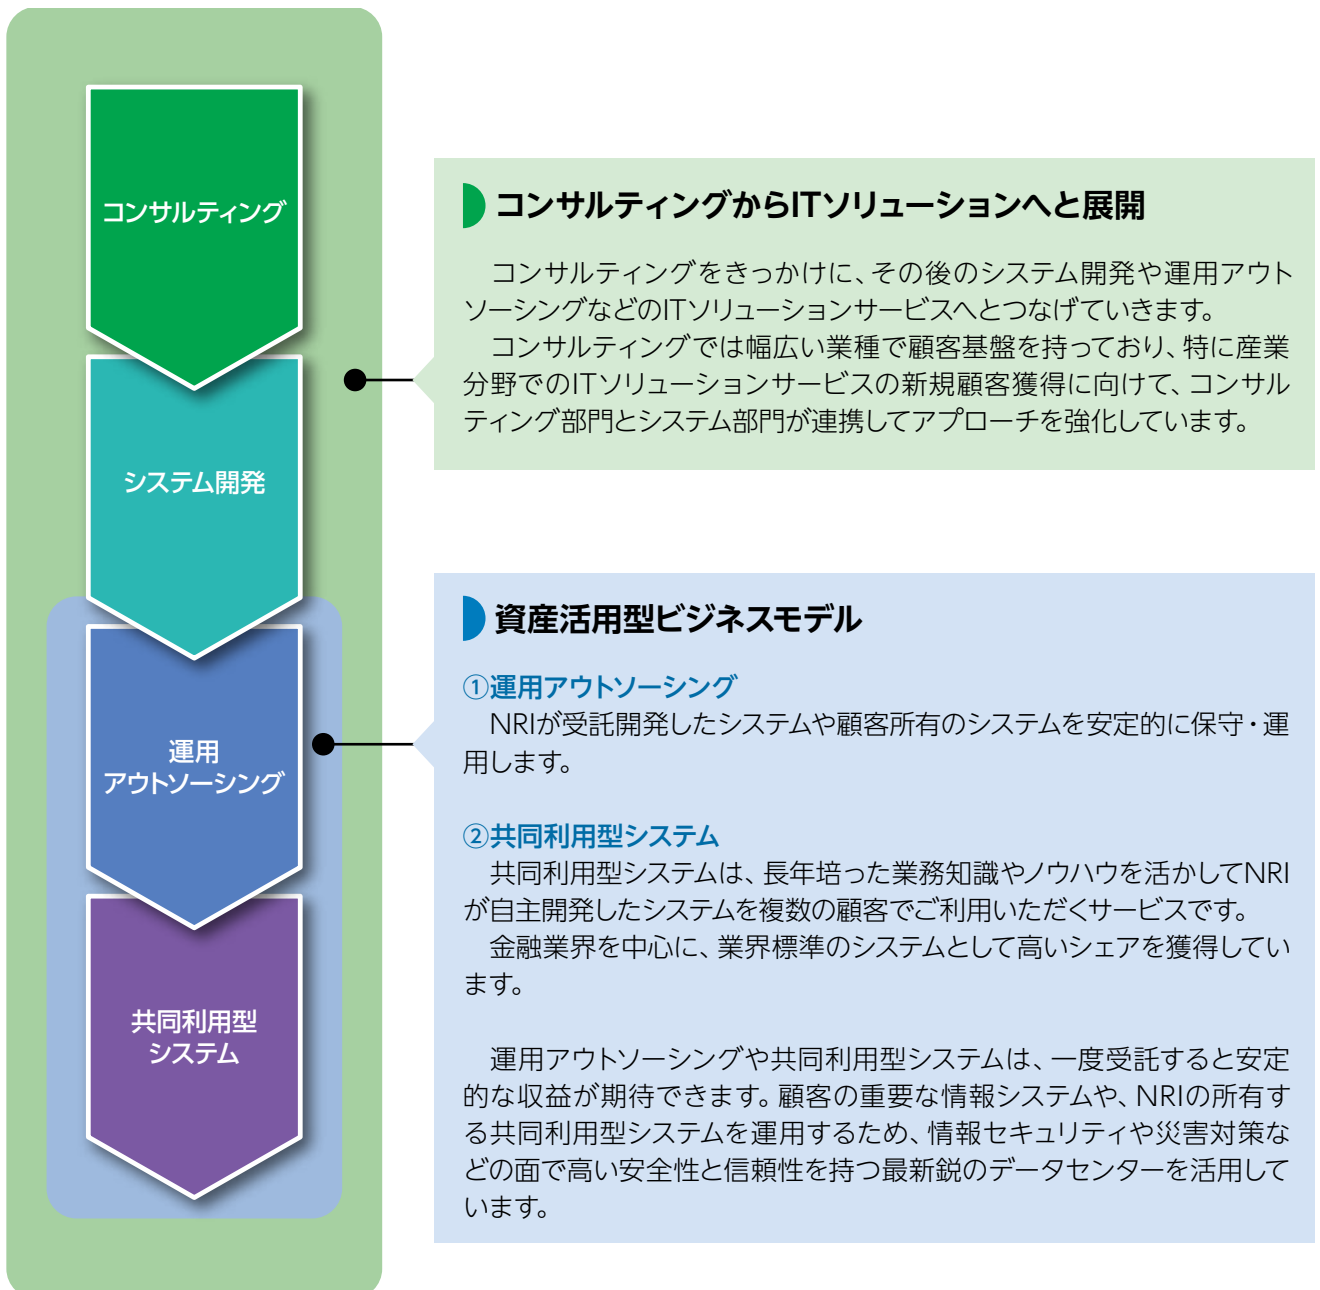 コンサルティング
システム開発
運用
アウトソーシング
共同利用型
システム
コンサルティングからITソリューションへと展開
　コンサルティングをきっかけに、その後のシステム開発や運用アウト
ソーシングなどのITソリューションサービスへとつなげていきます。
　コンサルティングでは幅広い業種で顧客基盤を持っており、特に産業
分野でのITソリューションサービスの新規顧客獲得に向けて、コンサル
ティング部門とシステム部門が連携してアプローチを強化しています。
資産活用型ビジネスモデル
①運用アウトソーシング
　NRIが受託開発したシステムや顧客所有のシステムを安定的に保守・運
用します。
②共同利用型システム
　共同利用型システムは、長年培った業務知識やノウハウを活かしてNRI
が自主開発したシステムを複数の顧客でご利用いただくサービスです。
　金融業界を中心に、業界標準のシステムとして高いシェアを獲得してい
ます。
　運用アウトソーシングや共同利用型システムは、一度受託すると安定
的な収益が期待できます。顧客の重要な情報システムや、NRIの所有す
る共同利用型システムを運用するため、情報セキュリティや災害対策な
どの面で高い安全性と信頼性を持つ最新鋭のデータセンターを活用して
います。